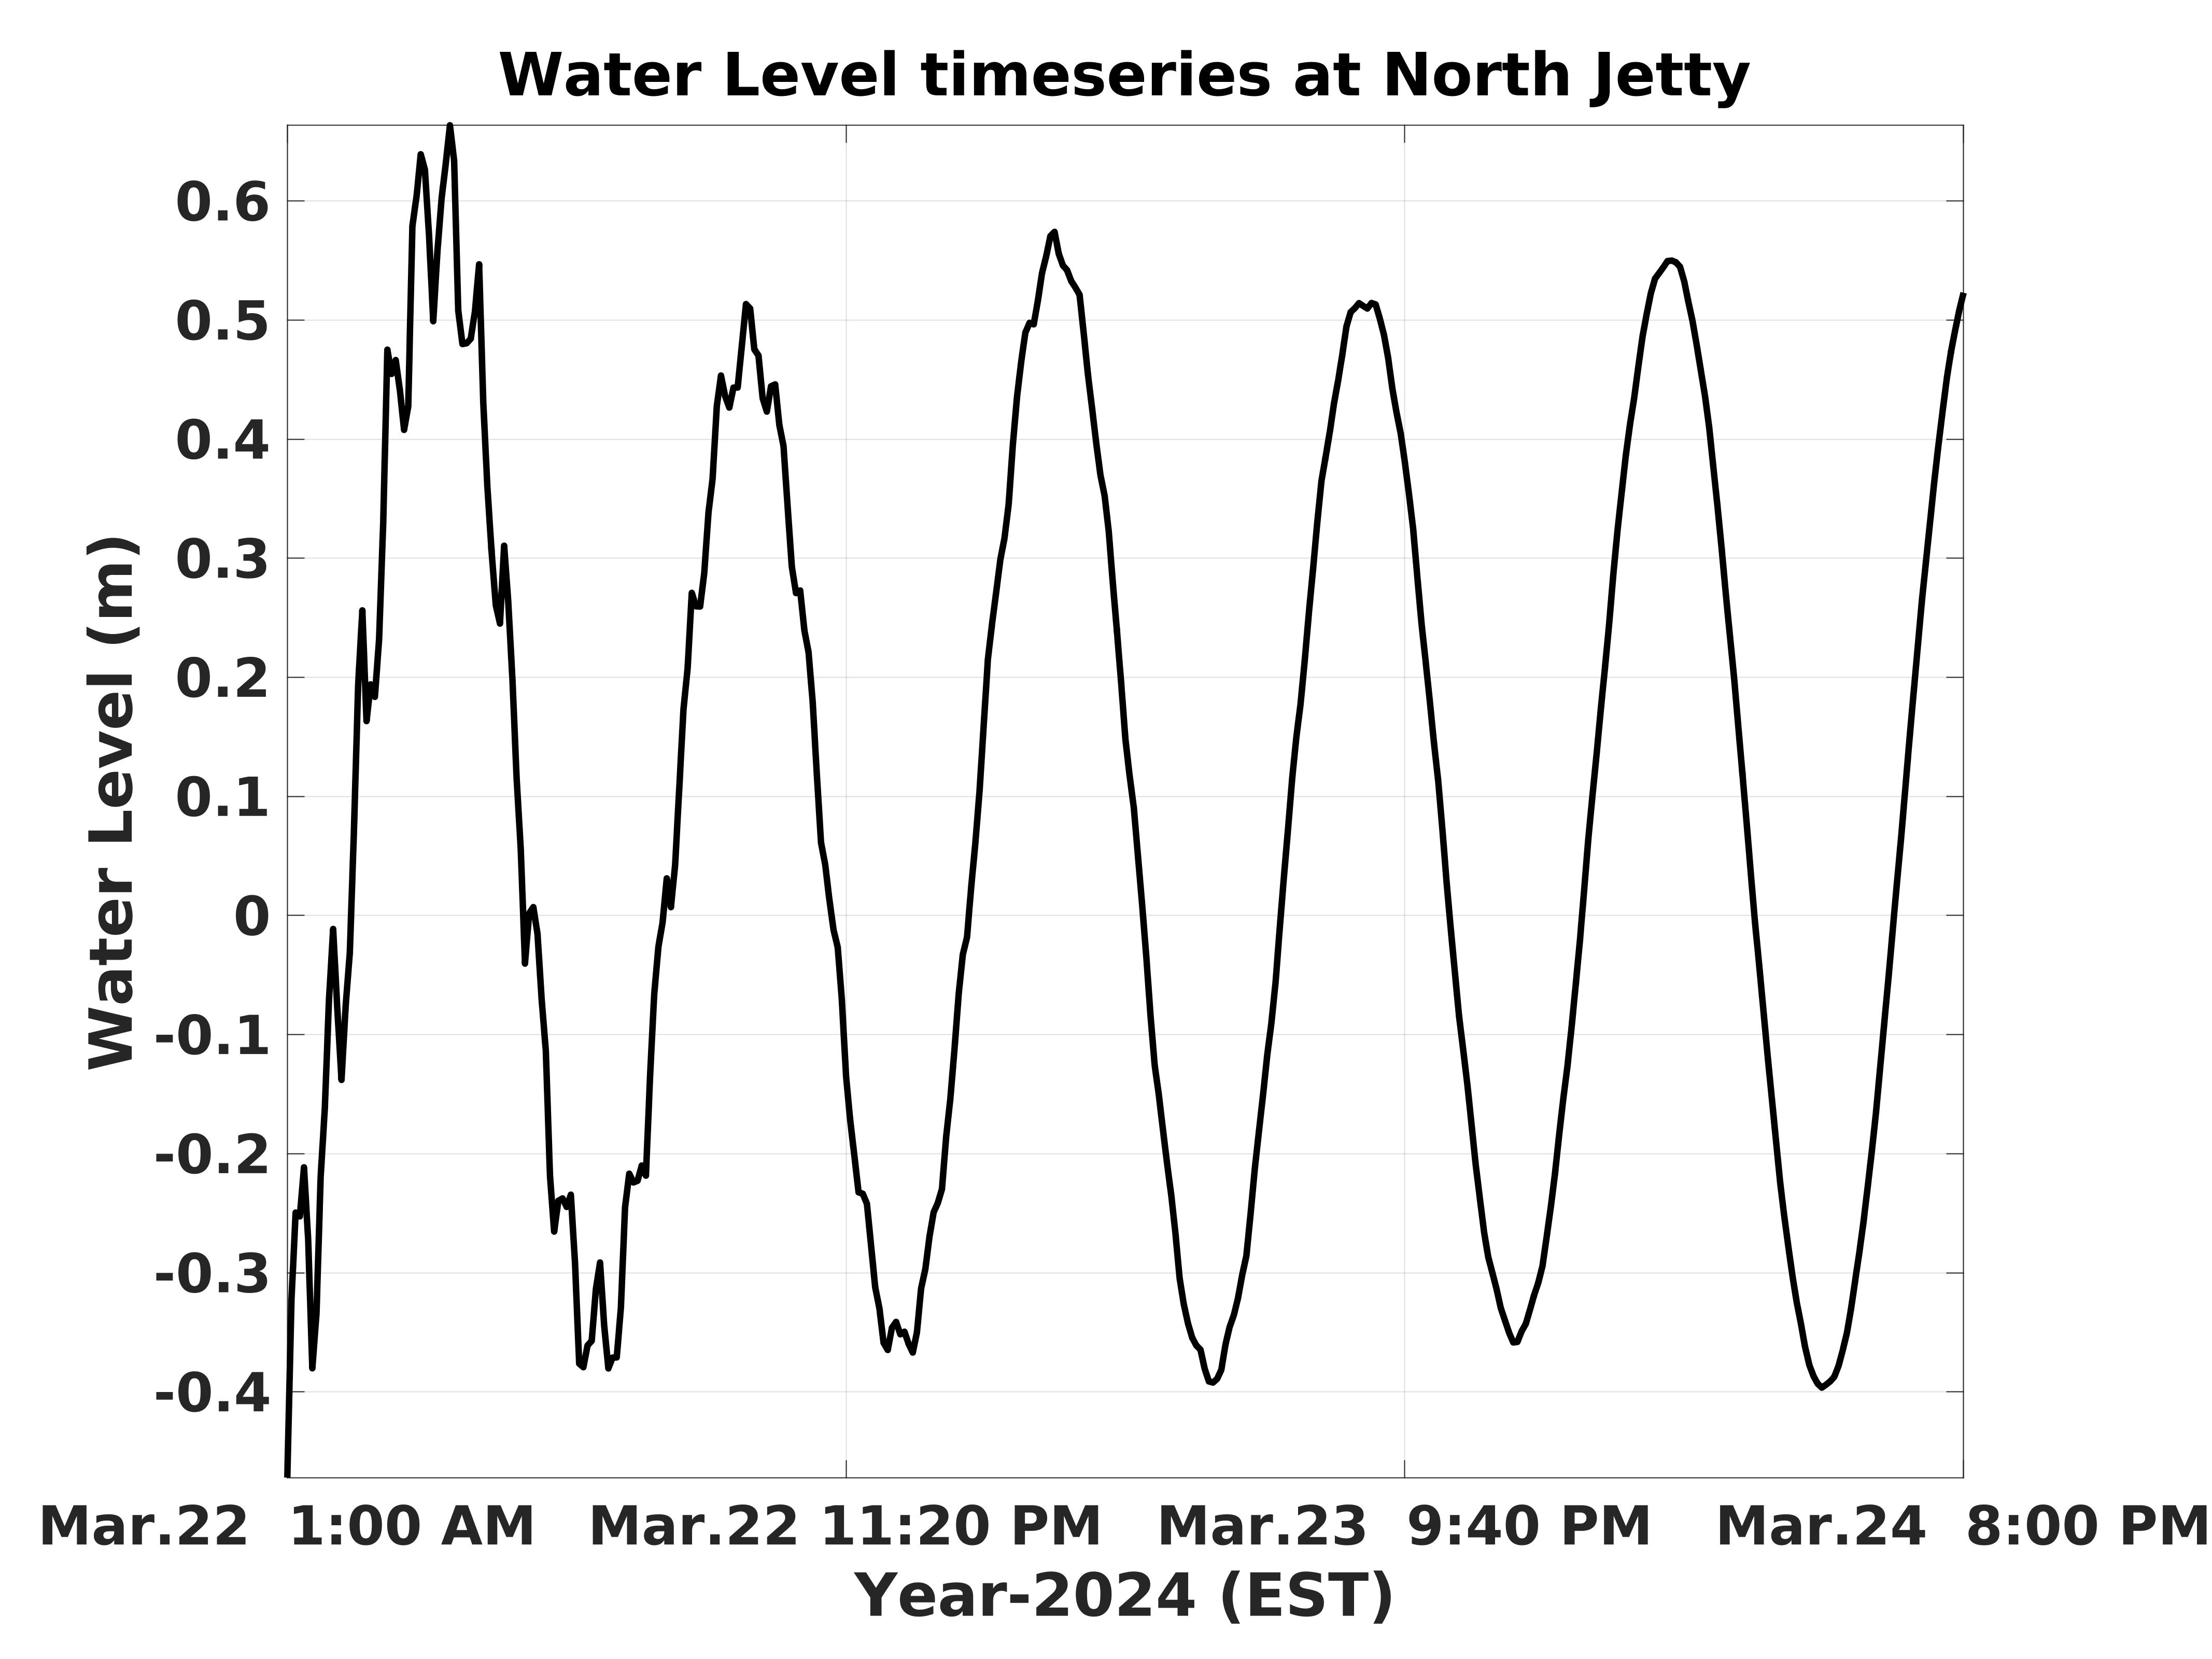 Water Level timeseries at North Jetty
Water Level (m)
0.6
0.5
0.4
0.3
0.2
0.1
0
-0.1
-0.2
-0.3
-0.4
Mar.22 1:00 AM Mar.22 11:20 PM Mar.23 9:40 PM Mar.24 8:00 PM
Year-2024 (EST)